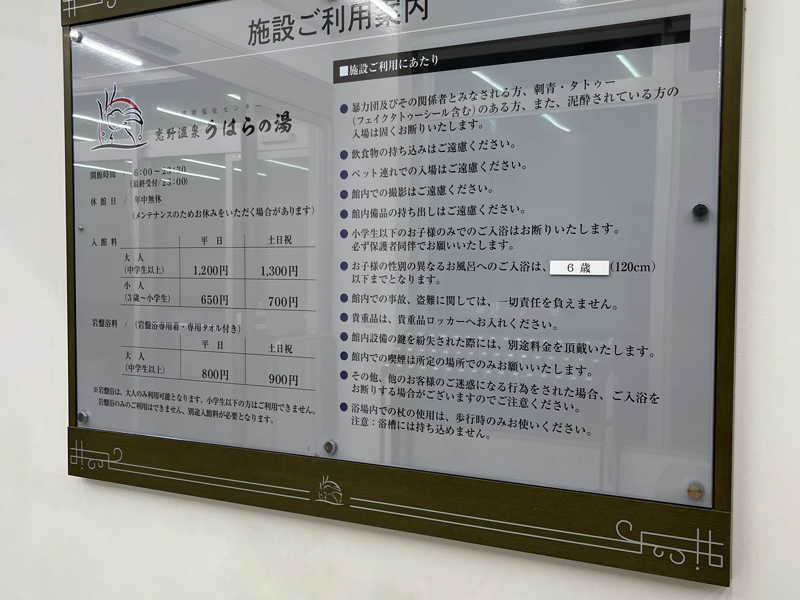 施設ご利用案内
うはらの湯
開館時間 / 6:00～23:30
(最終受付/23:00)
休館日 / 年中無休
(メンテナンスのためお休みをいただく場合があります)
入館料
平日 土日祝
大人
(中学生以上) 1,200円 1,300円
小人
(3歳～小学生) 650円 700円
岩盤浴料 / (岩盤浴専用着・専用タオル付き)
平日 土日祝
大人
(中学生以上) 800円 900円
※岩盤浴は、大人のみ利用可能となります。小学生以下の方はご利用できません。
岩盤浴のみのご利用はできません、別途入館料が必要となります。
■施設ご利用にあたり
●暴力団及びその関係者とみなされる方、刺青・タトゥー
(フェイクタトゥーシール含む)のある方、また、泥酔されている方の
入場は固くお断りいたします。
●飲食物の持ち込みはご遠慮ください。
●ペット連れでの入場はご遠慮ください。
●館内での撮影はご遠慮ください。
●館内備品の持ち出しはご遠慮ください。
●小学生以下のお子様のみでのご入浴はお断りいたします。
必ず保護者同伴でお願いいたします。
●お子様の性別の異なるお風呂へのご入浴は、６歳(120cm)
以下までとなります。
●館内での事故、盗難に関しては、一切責任を負えません。
●貴重品は、貴重品ロッカーへお入れください。
●館内設備の鍵を紛失された際には、別途料金を頂戴いたします。
●館内での喫煙は所定の場所でのみお願いいたします。
●その他、他のお客様のご迷惑になる行為をされた場合、ご入浴を
お断りする場合がございますのでご注意ください。
●浴場内での杖の使用は、歩行時のみお使いください。
注意：浴槽には持ち込めません。